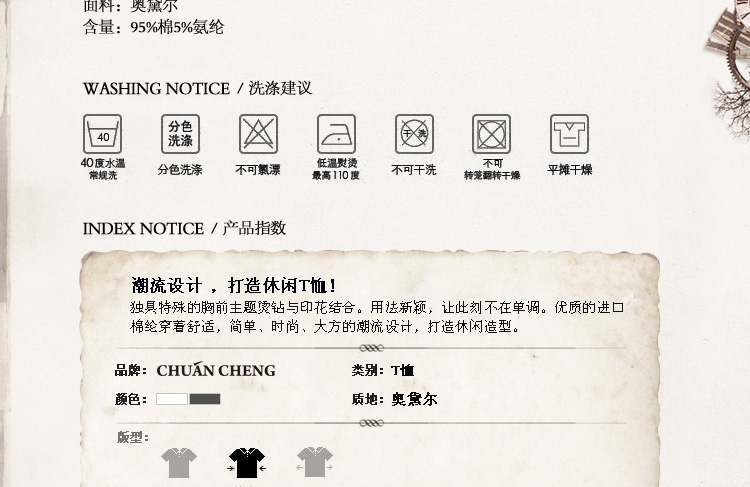 面料：奥黛尔
含量：95%棉5%氨纶
WASHING NOTICE / 洗涤建议
40 分色洗涤 干洗
40度水温常规洗 分色洗涤 不可氯漂 低温熨烫最高110度 不可干洗 不可转笼翻转干燥 平摊干燥
INDEX NOTICE / 产品指数
潮流设计，打造休闲T恤！
独具特殊的胸前主题烫钻与印花结合。用法新颖，让此刻不在单调。优质的进口
棉纶穿着舒适，简单、时尚、大方的潮流设计，打造休闲造型。
品牌：CHUÁN CHENG 类别：T恤
颜色： 质地：奥黛尔
版型：